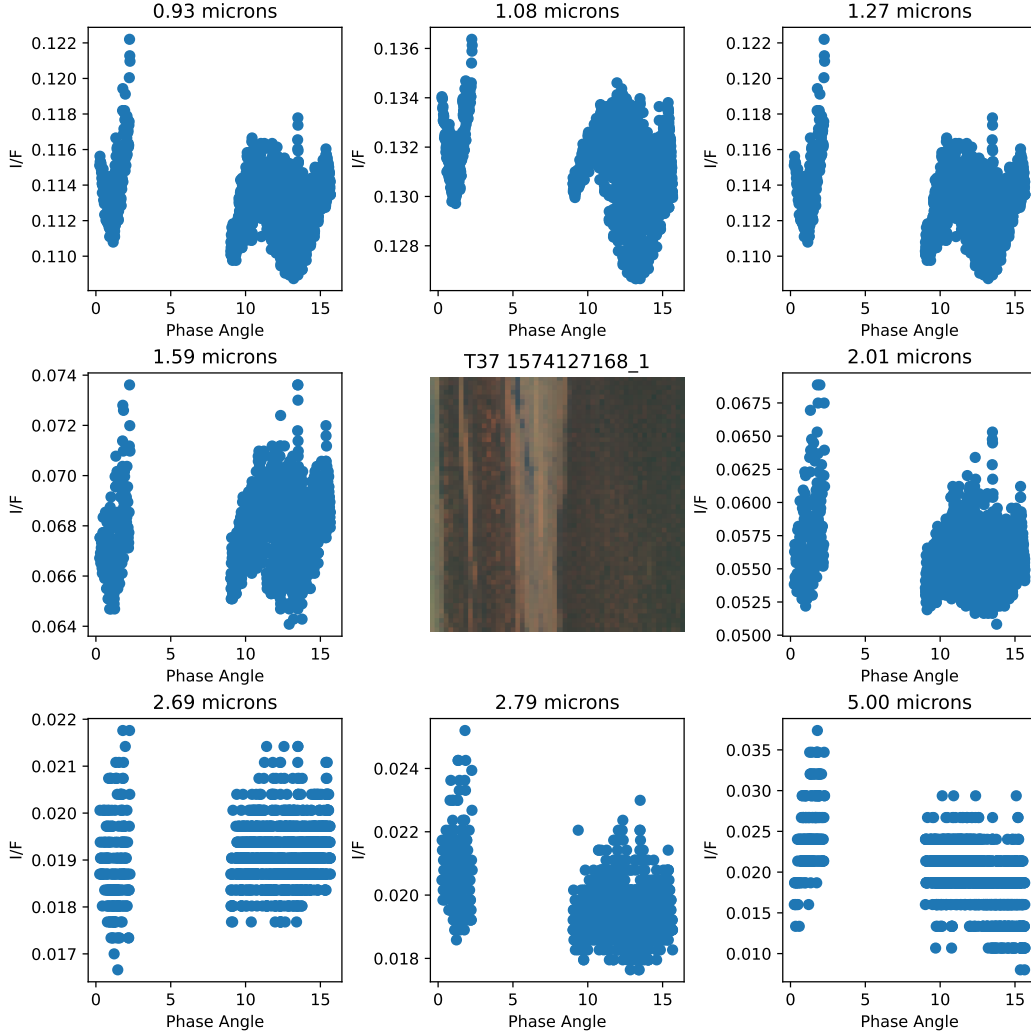 0.93 microns
1.08 microns
1.27 microns
0.122
0.120
0.118
0.116
0.114
0.112
0.110
I/F
0 5 10 15
Phase Angle
0.136
0.134
0.132
0.130
0.128
I/F
0 5 10 15
Phase Angle
0.122
0.120
0.118
0.116
0.114
0.112
0.110
I/F
0 5 10 15
Phase Angle
1.59 microns
T37 1574127168_1
2.01 microns
0.074
0.072
0.070
0.068
0.066
0.064
I/F
0 5 10 15
Phase Angle
0.0675
0.0650
0.0625
0.0600
0.0575
0.0550
0.0525
0.0500
I/F
0 5 10 15
Phase Angle
2.69 microns
2.79 microns
5.00 microns
0.022
0.021
0.020
0.019
0.018
0.017
I/F
0 5 10 15
Phase Angle
0.024
0.022
0.020
0.018
I/F
0 5 10 15
Phase Angle
0.035
0.030
0.025
0.020
0.015
0.010
I/F
0 5 10 15
Phase Angle